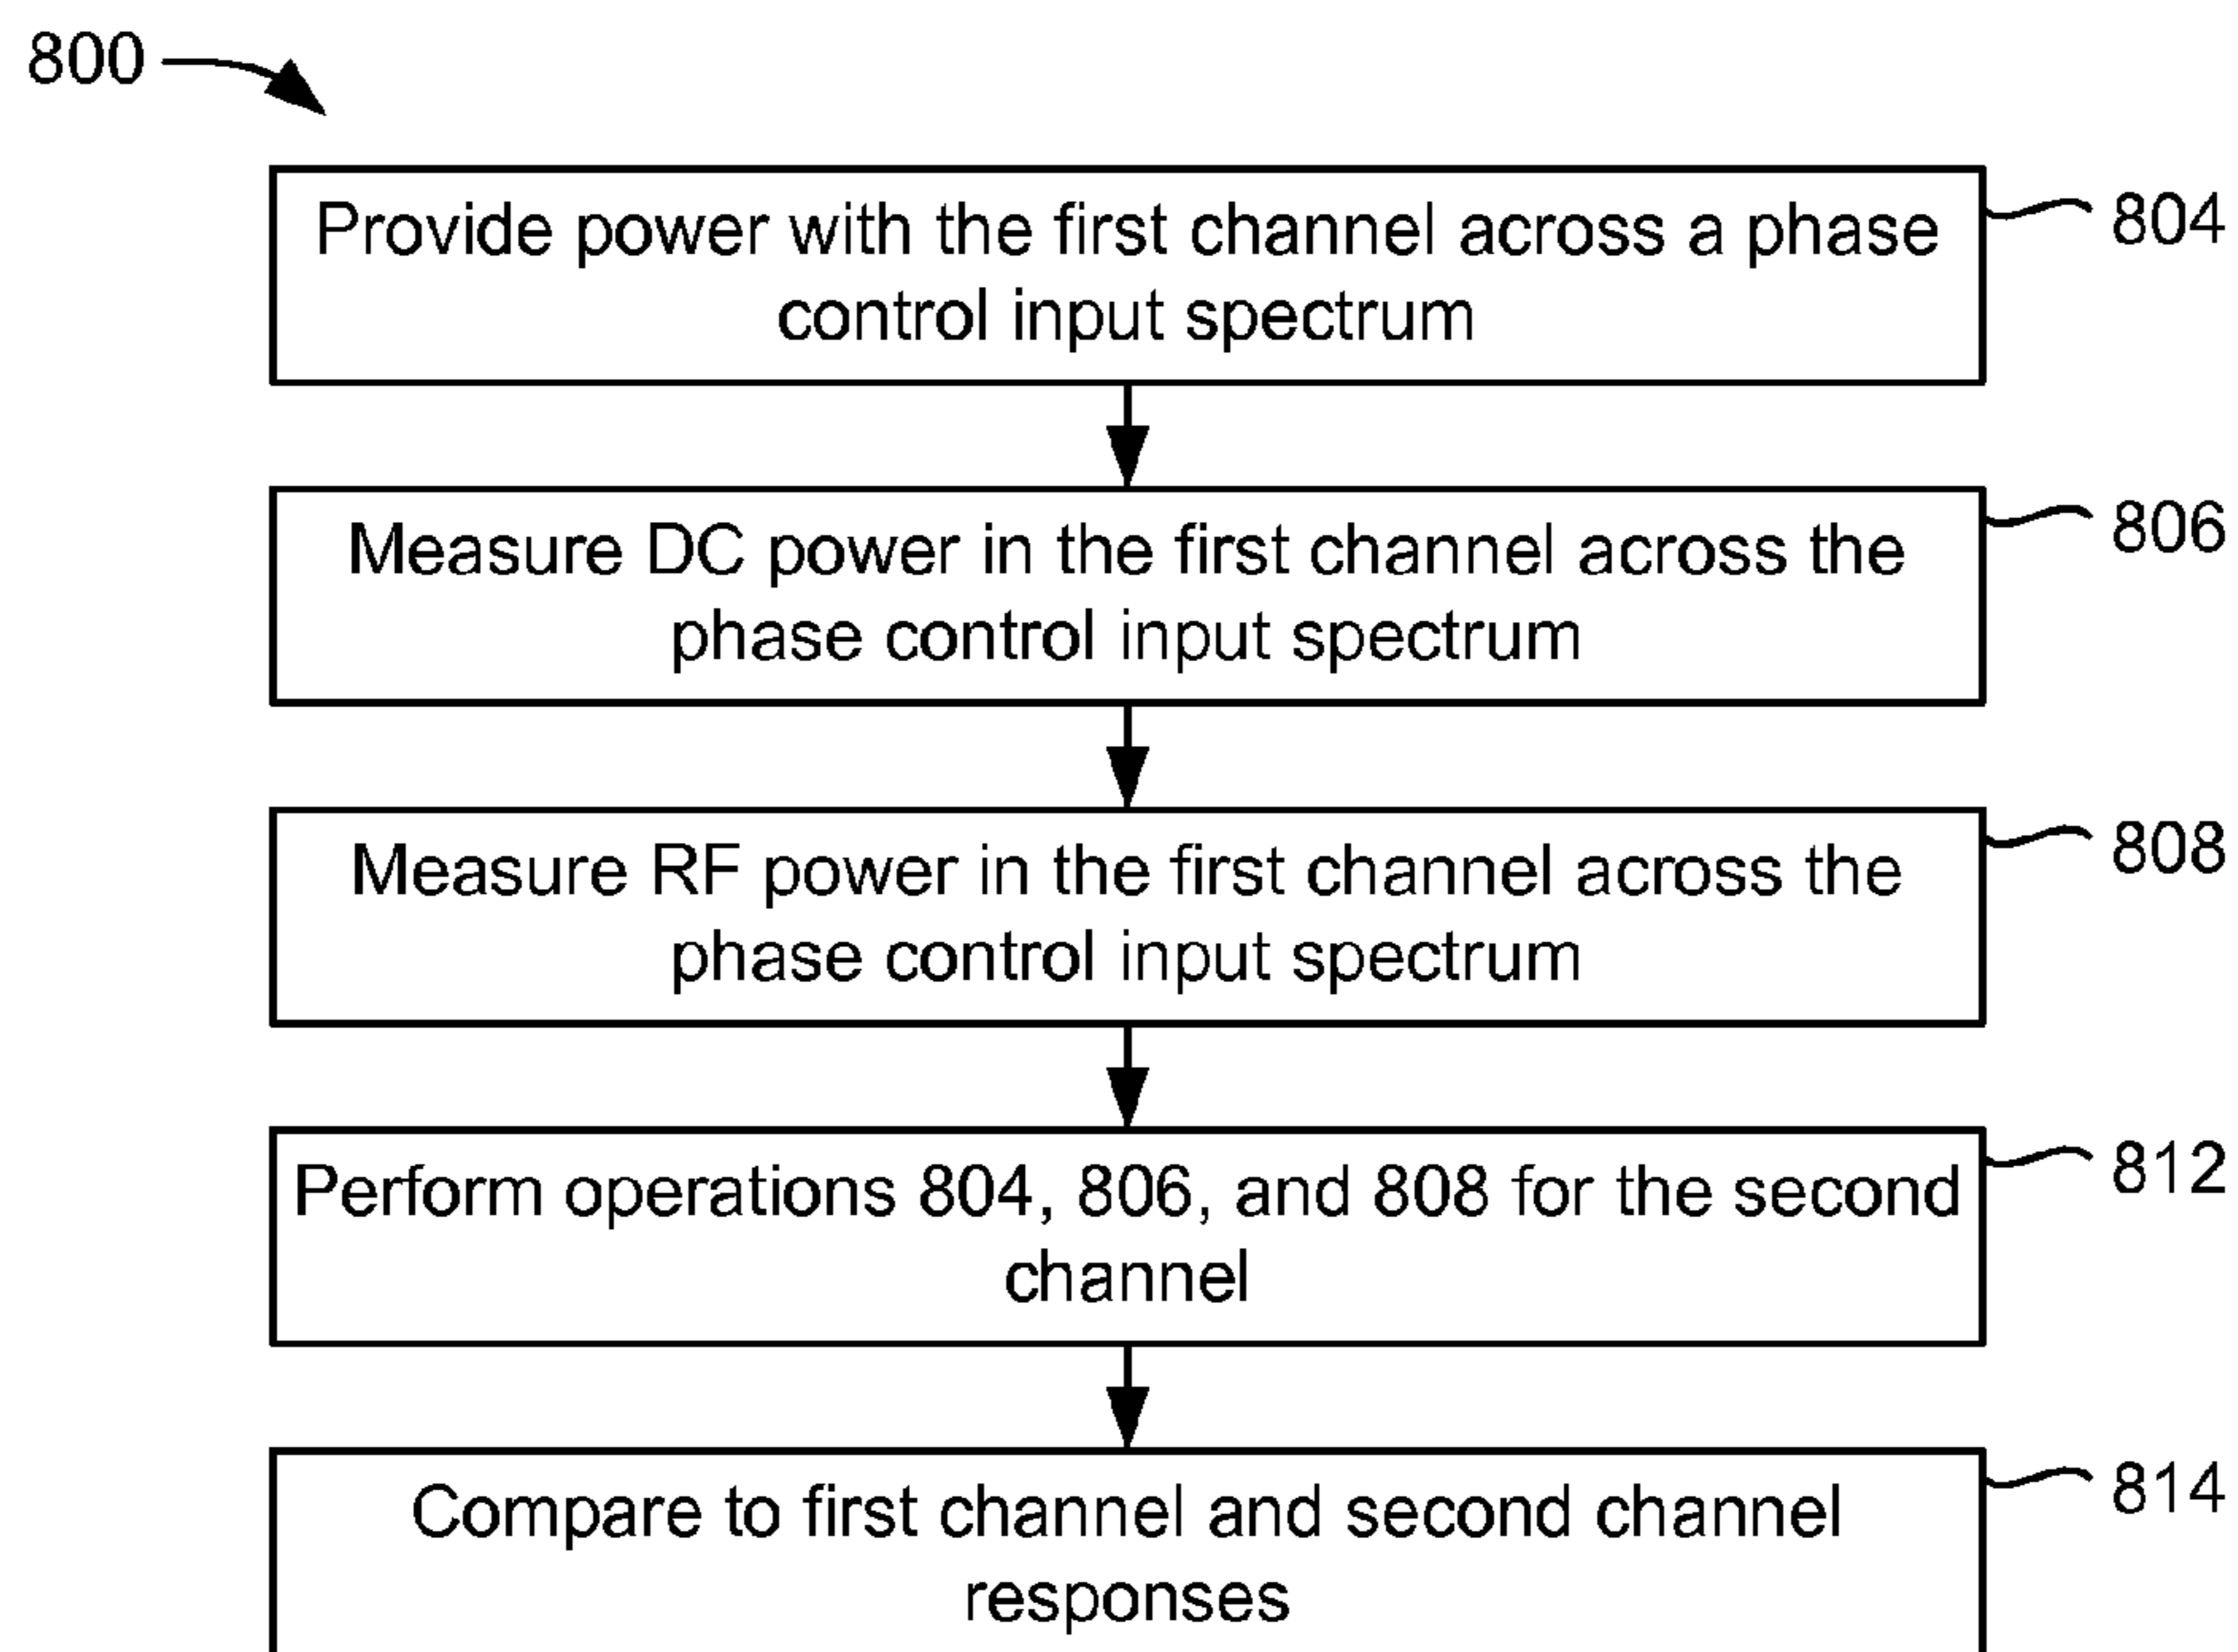 800
Provide power with the first channel across a phase
control input spectrum
804
Measure DC power in the first channel across the
phase control input spectrum
806
Measure RF power in the first channel across the
phase control input spectrum
808
Perform operations 804, 806, and 808 for the second
channel
812
Compare to first channel and second channel
responses
814